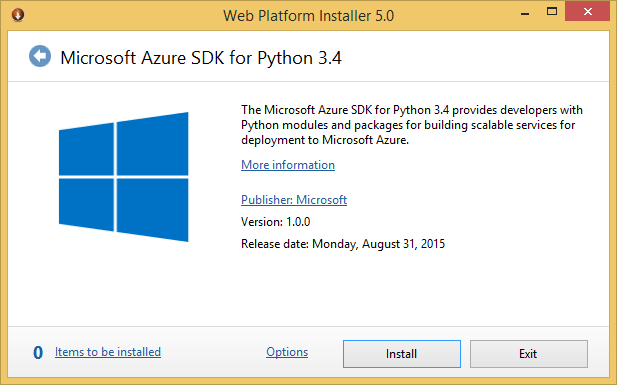 Web Platform Installer 5.0
Microsoft Azure SDK for Python 3.4
The Microsoft Azure SDK for Python 3.4 provides developers with
Python modules and packages for building scalable services for
deployment to Microsoft Azure.
More information
Publisher: Microsoft
Version: 1.0.0
Release date: Monday, August 31, 2015
0 Items to be installed Options Install Exit